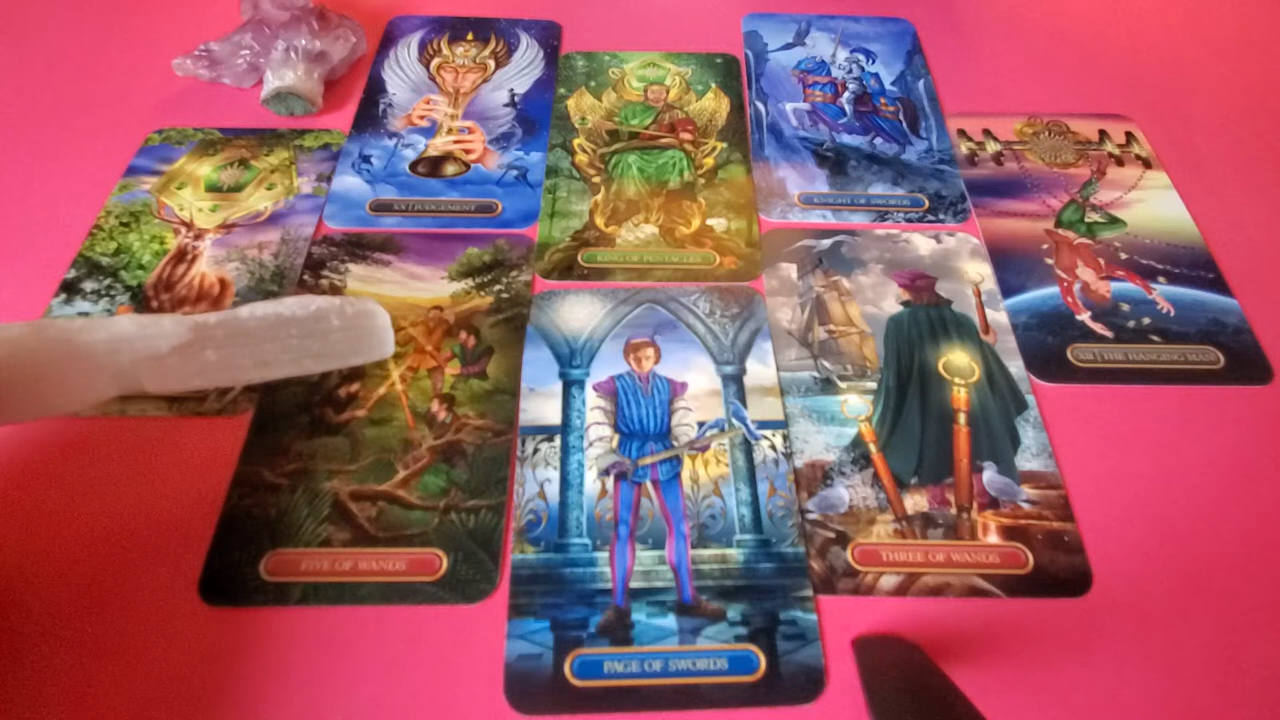 XX | JUDGEMENT
KING OF PENTACLES
KNIGHT OF SWORDS
XII | THE HANGING MAN
FIVE OF WANDS
THREE OF WANDS
PAGE OF SWORDS